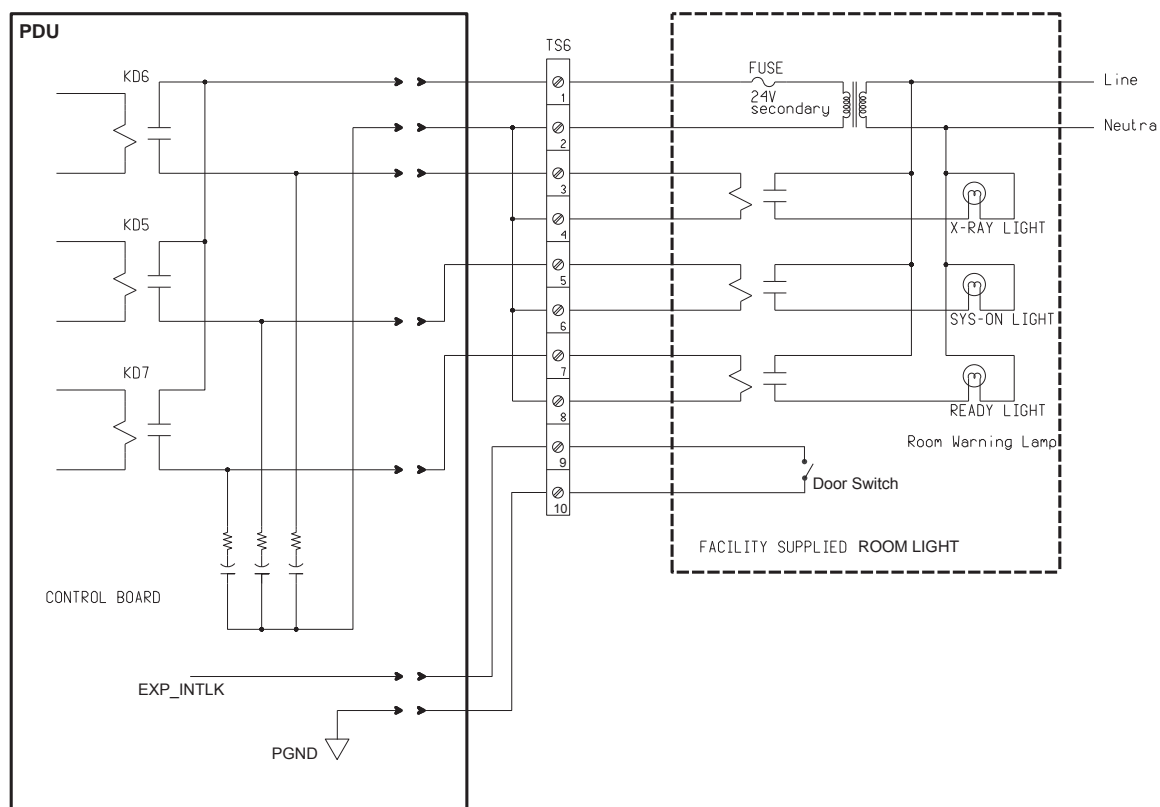 PDU
KD6
KD5
KD7
CONTROL BOARD
EXP_INTLK
PGND
TS6
1
2
3
4
5
6
7
8
9
10
FUSE
24V
secondary
Line
Neutra
X-RAY LIGHT
SYS-ON LIGHT
READY LIGHT
Room Warning Lamp
Door Switch
FACILITY SUPPLIED ROOM LIGHT